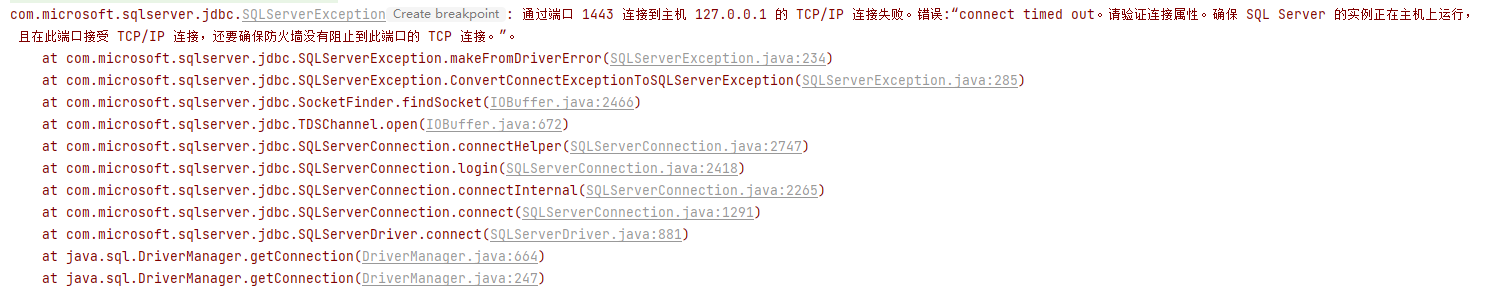 com.microsoft.sqlserver.jdbc.SQLServerException Create breakpoint : 通过端口 1443 连接到主机 127.0.0.1 的 TCP/IP 连接失败。错误:“connect timed out。请验证连接属性。确保 SQL Server 的实例正在主机上运行，
且在此端口接受 TCP/IP 连接，还要确保防火墙没有阻止到此端口的 TCP 连接。”。
at com.microsoft.sqlserver.jdbc.SQLServerException.makeFromDriverError(SQLServerException.java:234)
at com.microsoft.sqlserver.jdbc.SQLServerException.ConvertConnectExceptionToSQLServerException(SQLServerException.java:285)
at com.microsoft.sqlserver.jdbc.SocketFinder.findSocket(IOBuffer.java:2466)
at com.microsoft.sqlserver.jdbc.TDSChannel.open(IOBuffer.java:672)
at com.microsoft.sqlserver.jdbc.SQLServerConnection.connectHelper(SQLServerConnection.java:2747)
at com.microsoft.sqlserver.jdbc.SQLServerConnection.login(SQLServerConnection.java:2418)
at com.microsoft.sqlserver.jdbc.SQLServerConnection.connectInternal(SQLServerConnection.java:2265)
at com.microsoft.sqlserver.jdbc.SQLServerConnection.connect(SQLServerConnection.java:1291)
at com.microsoft.sqlserver.jdbc.SQLServerDriver.connect(SQLServerDriver.java:881)
at java.sql.DriverManager.getConnection(DriverManager.java:664)
at java.sql.DriverManager.getConnection(DriverManager.java:247)